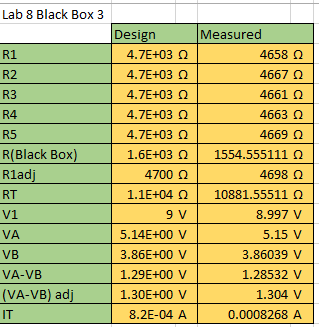 Lab 8 Black Box 3
Design Measured
R1 4.7E+03 Ω 4658 Ω
R2 4.7E+03 Ω 4667 Ω
R3 4.7E+03 Ω 4661 Ω
R4 4.7E+03 Ω 4663 Ω
R5 4.7E+03 Ω 4669 Ω
R(Black Box) 1.6E+03 Ω 1554.555111 Ω
R1adj 4700 Ω 4698 Ω
RT 1.1E+04 Ω 10881.55511 Ω
V1 9 V 8.997 V
VA 5.14E+00 V 5.15 V
VB 3.86E+00 V 3.86039 V
VA-VB 1.29E+00 V 1.28532 V
(VA-VB) adj 1.30E+00 V 1.304 V
IT 8.2E-04 A 0.0008268 A